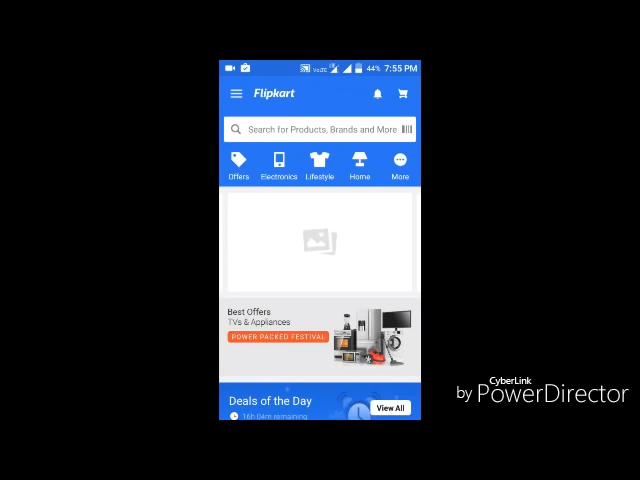 VoLTE 44% 7:55 PM
Flipkart
Search for Products, Brands and More
Offers Electronics Lifestyle Home More
Best Offers
TVs & Appliances
POWER PACKED FESTIVAL
Deals of the Day
View All
16h 04m remaining
CyberLink
by PowerDirector